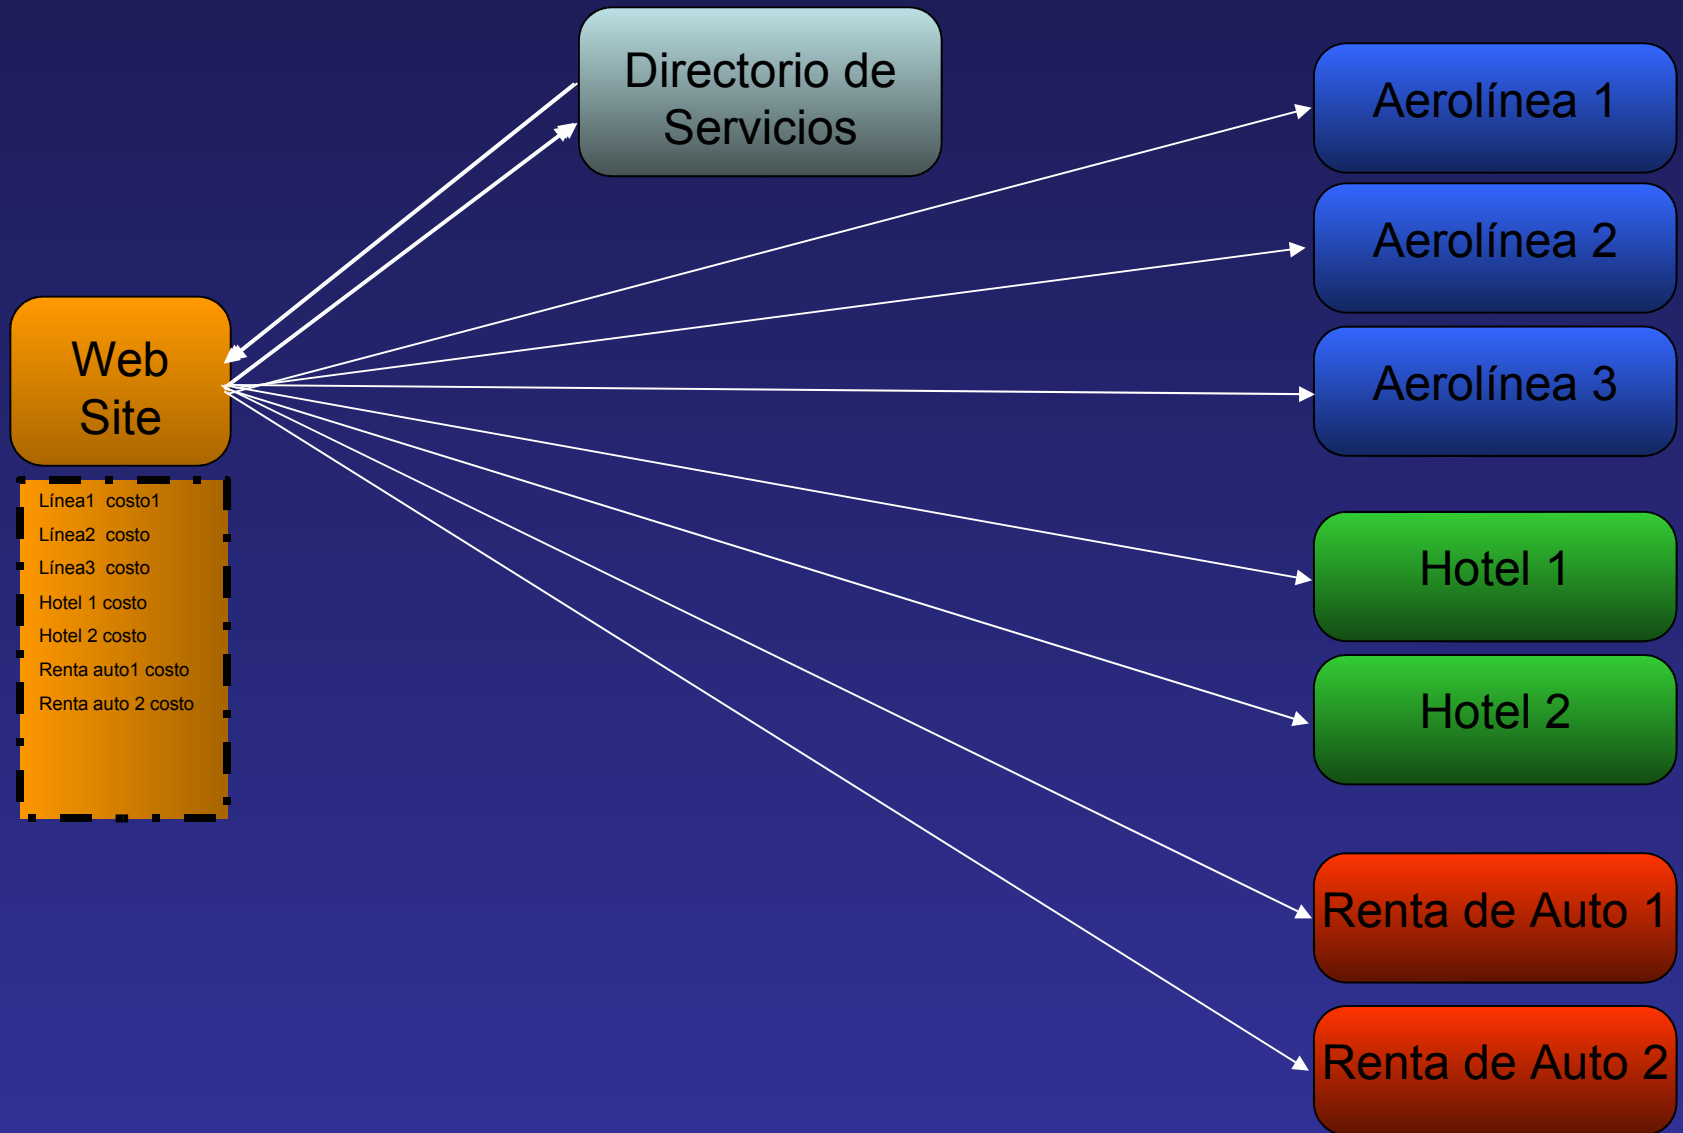 Directorio de
Servicios
Web
Site
Línea1 costo1
Línea2 costo
Línea3 costo
Hotel 1 costo
Hotel 2 costo
Renta auto1 costo
Renta auto 2 costo
Aerolínea 1
Aerolínea 2
Aerolínea 3
Hotel 1
Hotel 2
Renta de Auto 1
Renta de Auto 2